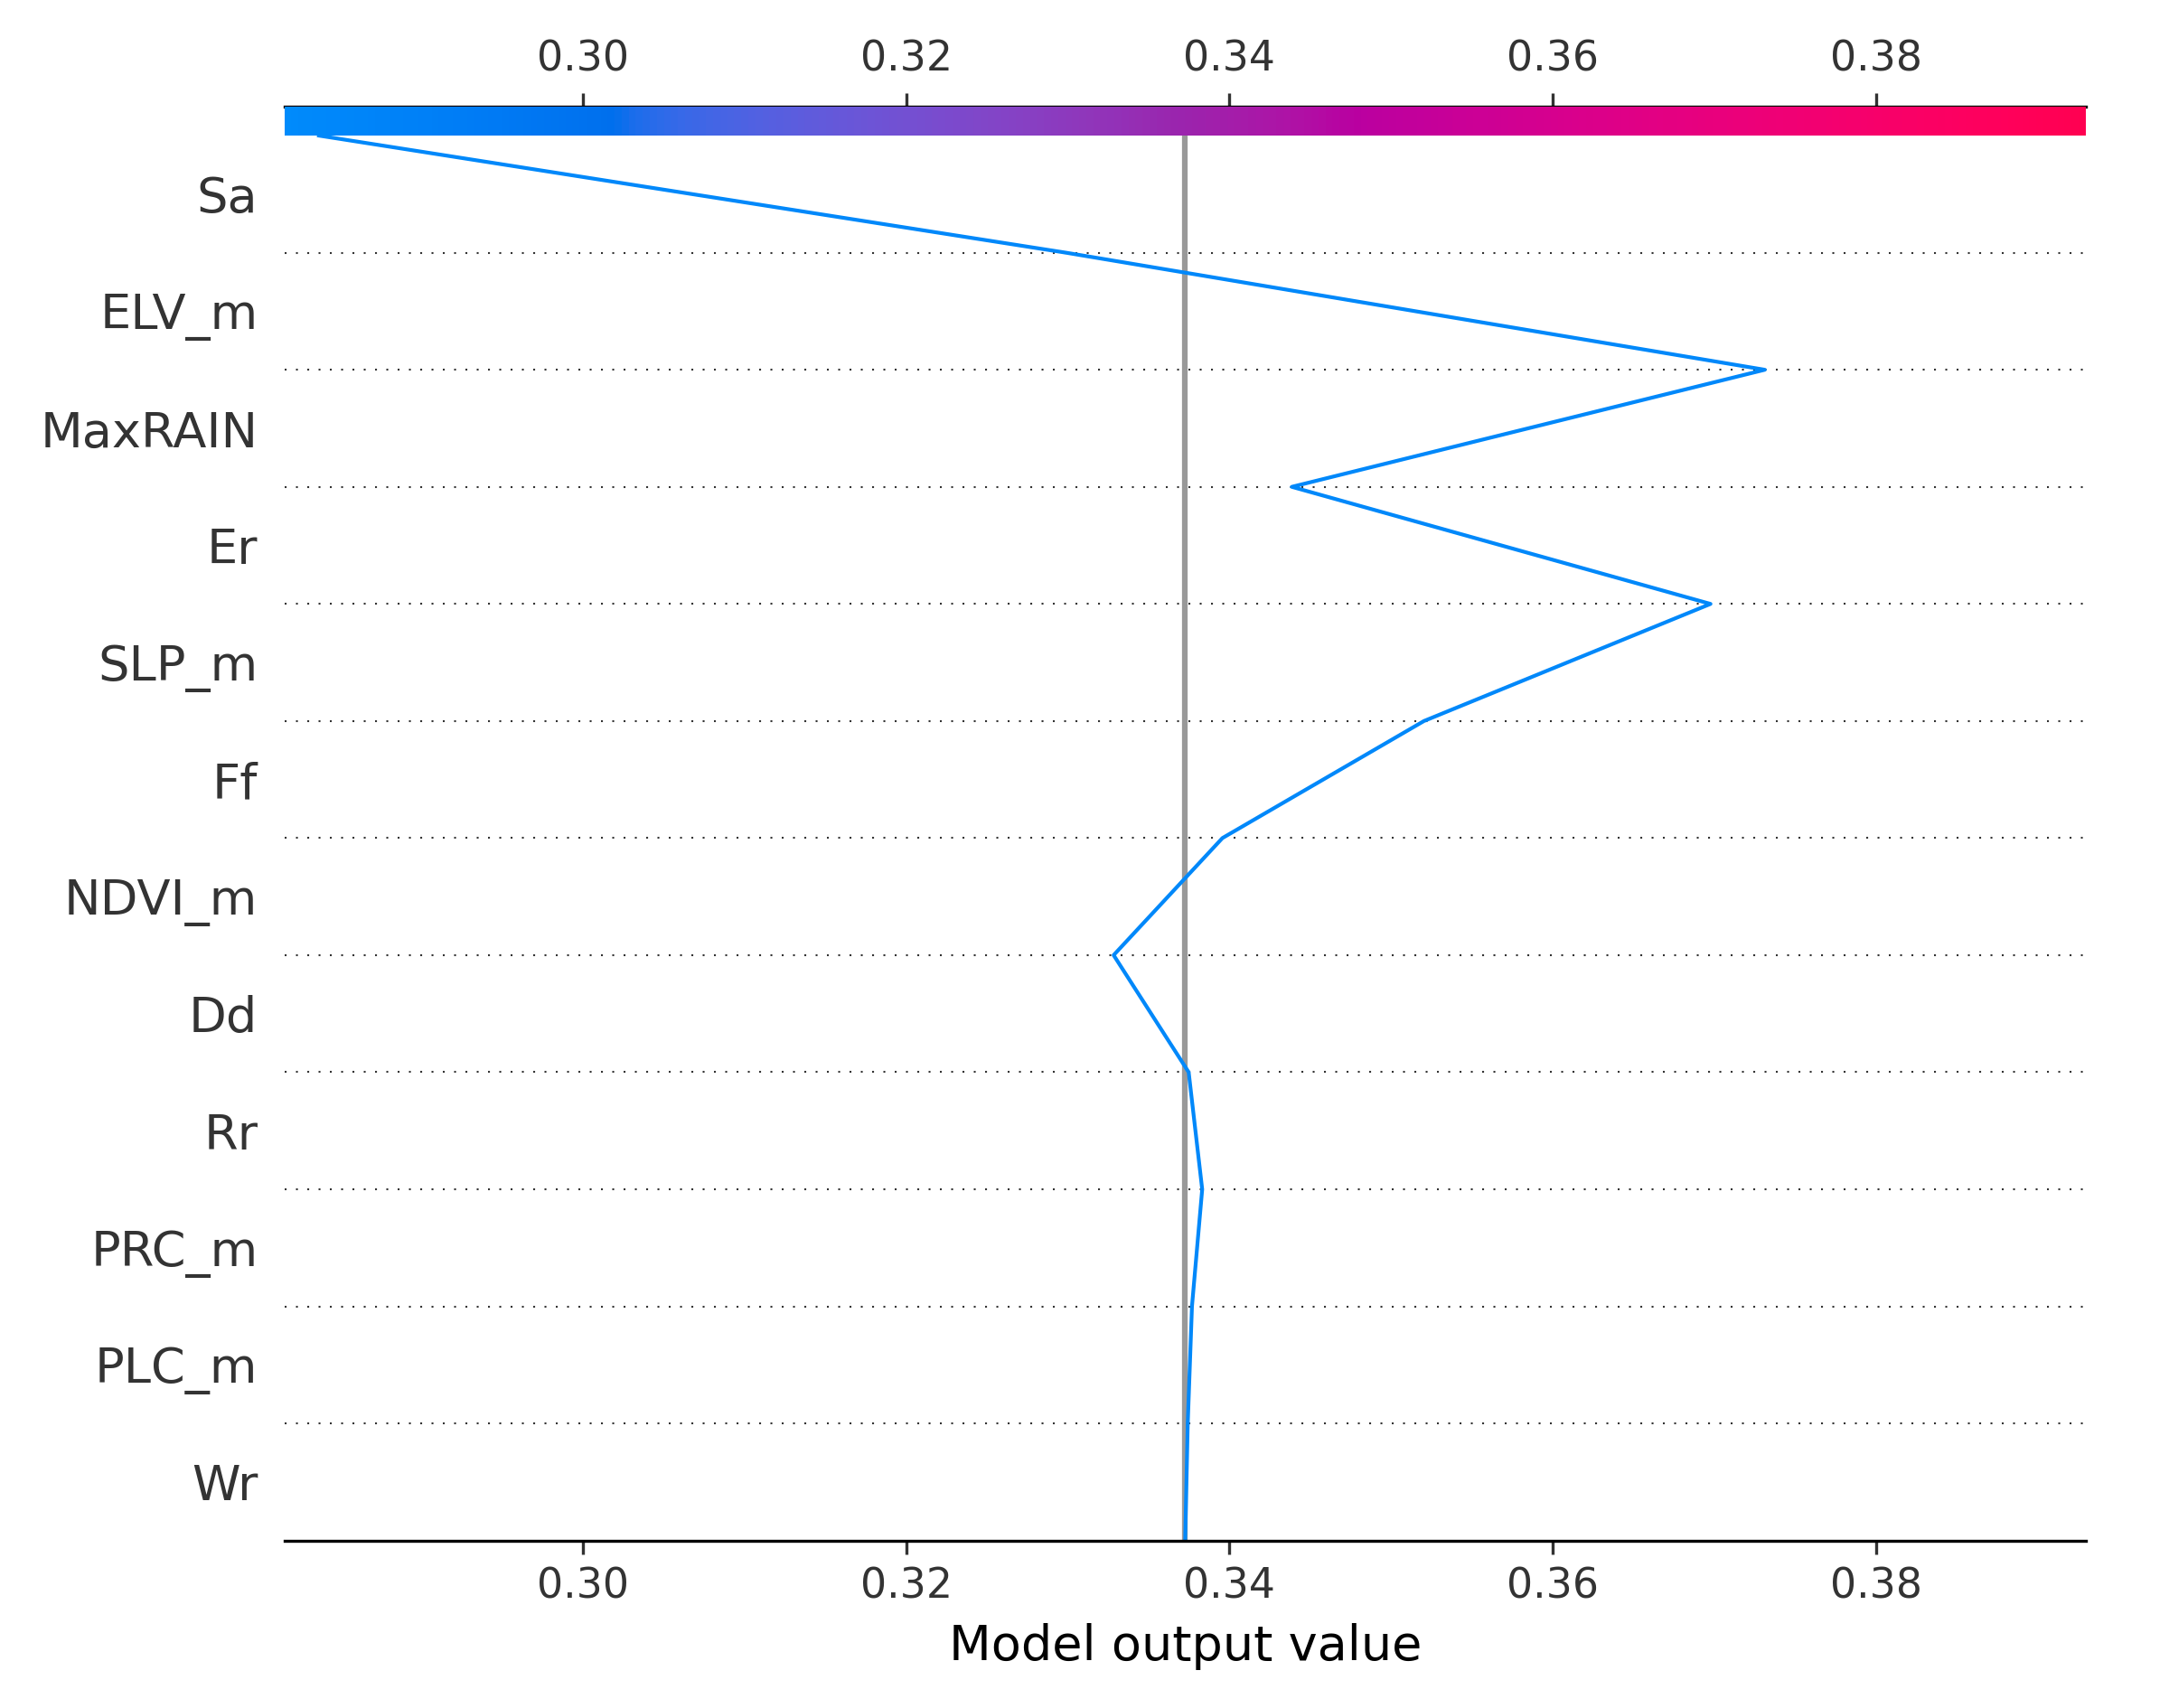 0.30 0.32 0.34 0.36 0.38
Sa
ELV_m
MaxRAIN
Er
SLP_m
Ff
NDVI_m
Dd
Rr
PRC_m
PLC_m
Wr
0.30 0.32 0.34 0.36 0.38
Model output value